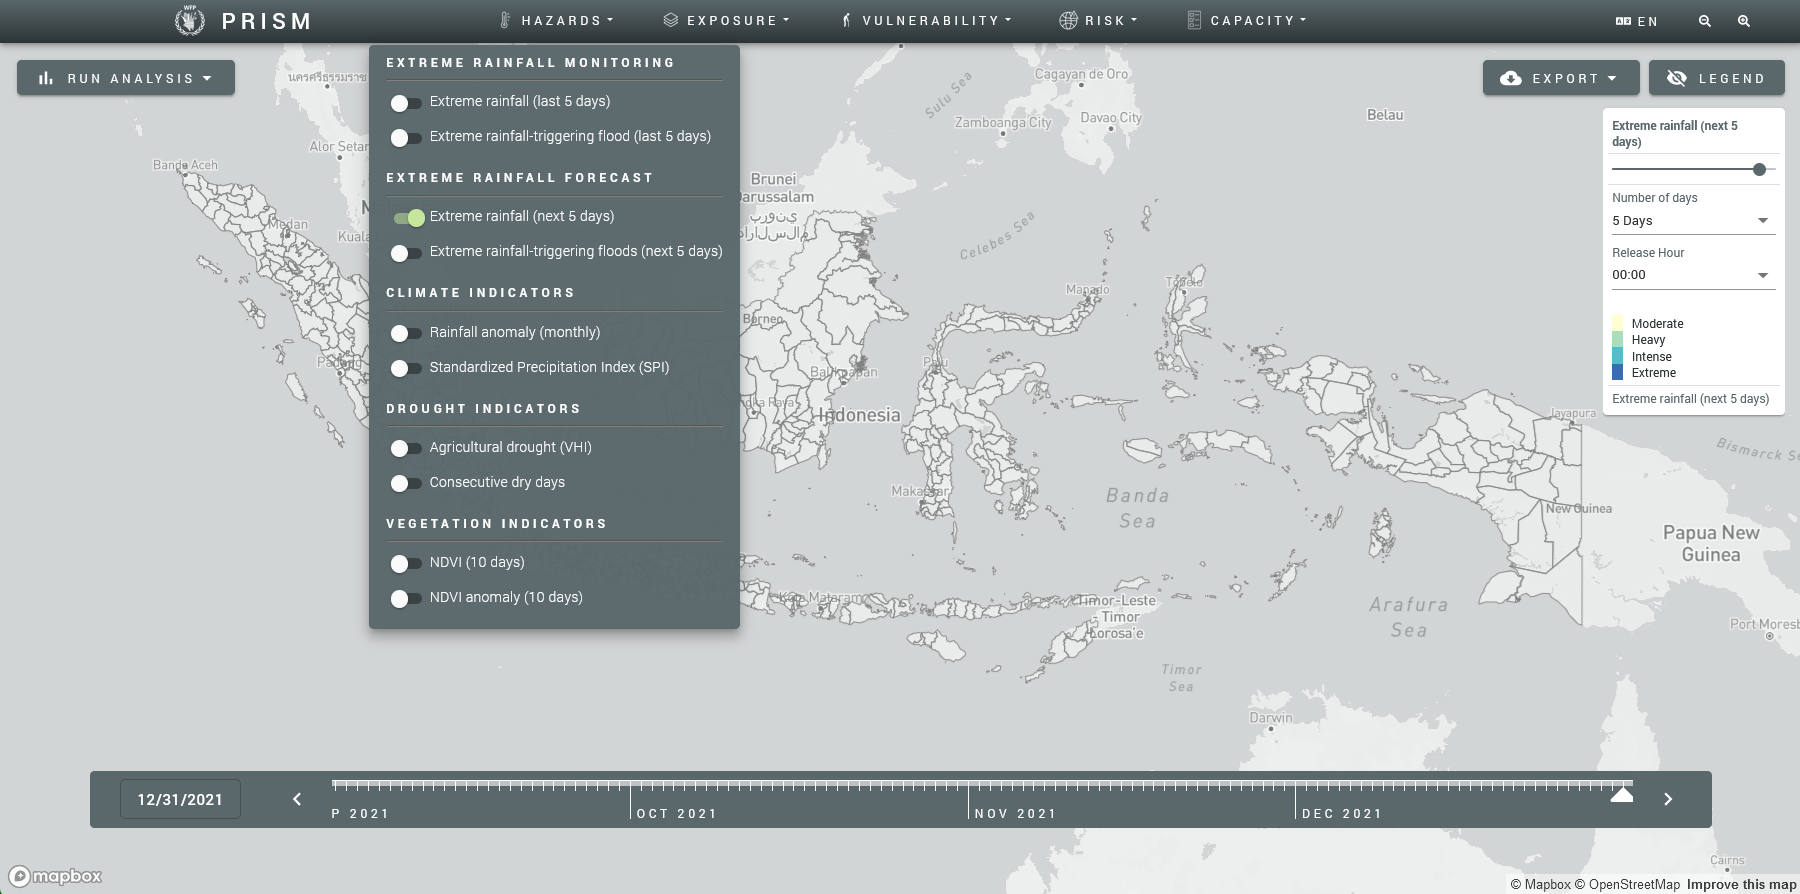 WFP
PRISM
HAZARDS
EXPOSURE
VULNERABILITY
RISK
CAPACITY
EN
RUN ANALYSIS
EXPORT
LEGEND
EXTREME RAINFALL MONITORING
Extreme rainfall (last 5 days)
Extreme rainfall-triggering flood (last 5 days)
EXTREME RAINFALL FORECAST
Extreme rainfall (next 5 days)
Extreme rainfall-triggering floods (next 5 days)
CLIMATE INDICATORS
Rainfall anomaly (monthly)
Standardized Precipitation Index (SPI)
DROUGHT INDICATORS
Agricultural drought (VHI)
Consecutive dry days
VEGETATION INDICATORS
NDVI (10 days)
NDVI anomaly (10 days)
Extreme rainfall (next 5
days)
Number of days
5 Days
Release Hour
00:00
Moderate
Heavy
Intense
Extreme
Extreme rainfall (next 5 days)
นครศรีธรรมราช
Alor Setar
Banda Aceh
Medan
Kuala
Padang
Sulu Sea
Cagayan de Oro
Zamboanga City
Davao City
Belau
Brunei
Darussalam
Celebes Sea
Manado
Tobelo
Borneo
Palu
Balikpapan
Indonesia
Makassar
Banda
Sea
Jayapura
Bismarck Se
New Guinea
Papua New
Guinea
Kota Mataram
Timor-Leste
- Timor
Lorosa'e
Arafura
Sea
Port Moresb
Timor
Sea
Darwin
Cairns
12/31/2021
P 2021
OCT 2021
NOV 2021
DEC 2021
mapbox
© Mapbox © OpenStreetMap Improve this map